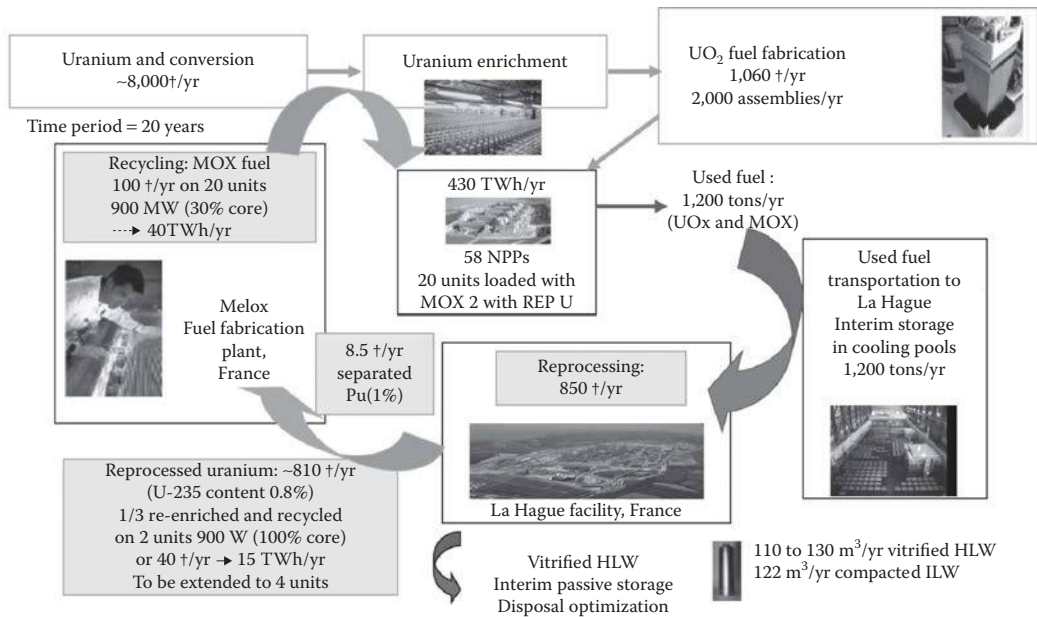 Uranium and conversion
~8,000†/yr
Uranium enrichment
UO₂ fuel fabrication
1,060 †/yr
2,000 assemblies/yr
Time period = 20 years
Recycling: MOX fuel
100 †/yr on 20 units
900 MW (30% core)
40TWh/yr
430 TWh/yr
58 NPPs
20 units loaded with
MOX 2 with REP U
Used fuel :
1,200 tons/yr
(UOx and MOX)
Used fuel
transportation to
La Hague
Interim storage
in cooling pools
1,200 tons/yr
Melox
Fuel fabrication
plant,
France
8.5 †/yr
separated
Pu(1%)
Reprocessing:
850 †/yr
La Hague facility, France
Reprocessed uranium: ~810 †/yr
(U-235 content 0.8%)
1/3 re-enriched and recycled
on 2 units 900 W (100% core)
or 40 †/yr → 15 TWh/yr
To be extended to 4 units
Vitrified HLW
Interim passive storage
Disposal optimization
110 to 130 m³/yr vitrified HLW
122 m³/yr compacted ILW